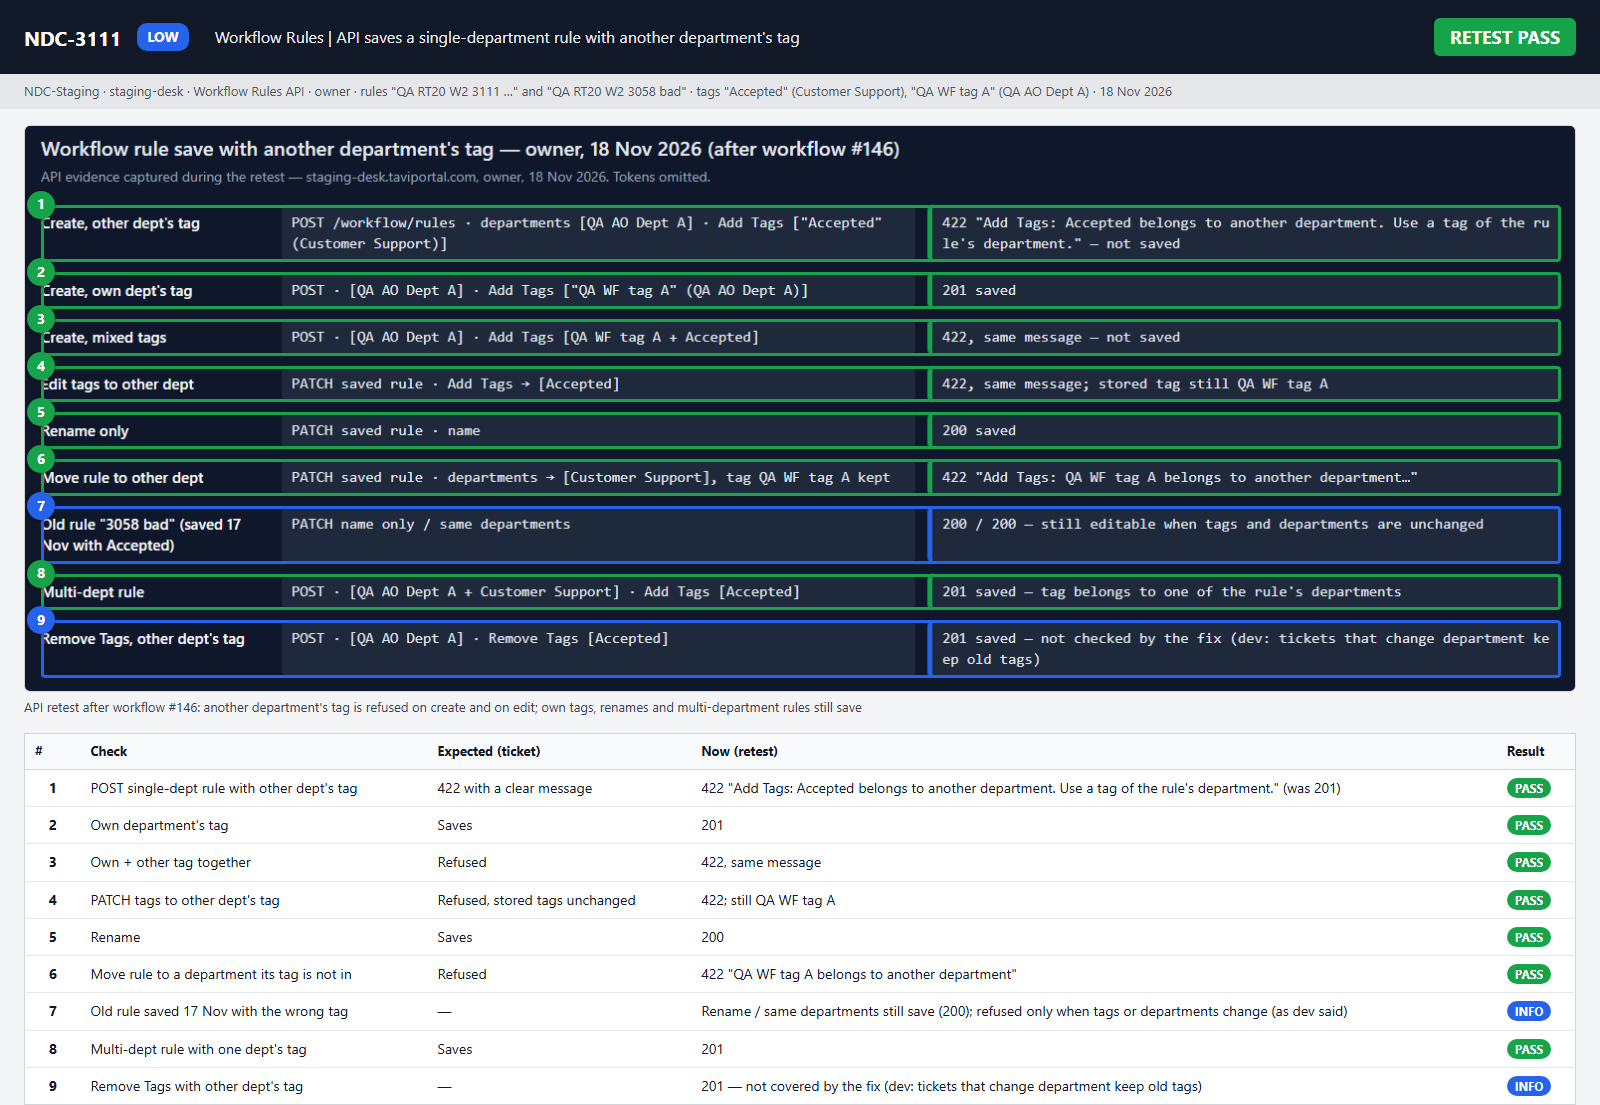 NDC-3111 LOW Workflow Rules | API saves a single-department rule with another department's tag RETEST PASS
NDC-Staging · staging-desk · Workflow Rules API · owner · rules "QA RT20 W2 3111 ..." and "QA RT20 W2 3058 bad" · tags "Accepted" (Customer Support), "QA WF tag A" (QA AO Dept A) · 18 Nov 2026
Workflow rule save with another department's tag — owner, 18 Nov 2026 (after workflow #146)
API evidence captured during the retest — staging-desk.taviportal.com, owner, 18 Nov 2026. Tokens omitted.
1
Create, other dept's tag POST /workflow/rules · departments [QA AO Dept A] · Add Tags ["Accepted" 422 "Add Tags: Accepted belongs to another department. Use a tag of the ru
(Customer Support)] le's department." — not saved
2
Create, own dept's tag POST · [QA AO Dept A] · Add Tags ["QA WF tag A" (QA AO Dept A)] 201 saved
3
Create, mixed tags POST · [QA AO Dept A] · Add Tags [QA WF tag A + Accepted] 422, same message — not saved
4
Edit tags to other dept PATCH saved rule · Add Tags → [Accepted] 422, same message; stored tag still QA WF tag A
5
Rename only PATCH saved rule · name 200 saved
6
Move rule to other dept PATCH saved rule · departments → [Customer Support], tag QA WF tag A kept 422 "Add Tags: QA WF tag A belongs to another department…"
7
Old rule "3058 bad" (saved 17 PATCH name only / same departments 200 / 200 — still editable when tags and departments are unchanged
Nov with Accepted)
8
Multi-dept rule POST · [QA AO Dept A + Customer Support] · Add Tags [Accepted] 201 saved — tag belongs to one of the rule's departments
9
Remove Tags, other dept's tag POST · [QA AO Dept A] · Remove Tags [Accepted] 201 saved — not checked by the fix (dev: tickets that change department ke
ep old tags)
API retest after workflow #146: another department's tag is refused on create and on edit; own tags, renames and multi-department rules still save
# Check Expected (ticket) Now (retest) Result
1 POST single-dept rule with other dept's tag 422 with a clear message 422 "Add Tags: Accepted belongs to another department. Use a tag of the rule's department." (was 201) PASS
2 Own department's tag Saves 201 PASS
3 Own + other tag together Refused 422, same message PASS
4 PATCH tags to other dept's tag Refused, stored tags unchanged 422; still QA WF tag A PASS
5 Rename Saves 200 PASS
6 Move rule to a department its tag is not in Refused 422 "QA WF tag A belongs to another department" PASS
7 Old rule saved 17 Nov with the wrong tag — Rename / same departments still save (200); refused only when tags or departments change (as dev said) INFO
8 Multi-dept rule with one dept's tag Saves 201 PASS
9 Remove Tags with other dept's tag — 201 — not covered by the fix (dev: tickets that change department keep old tags) INFO